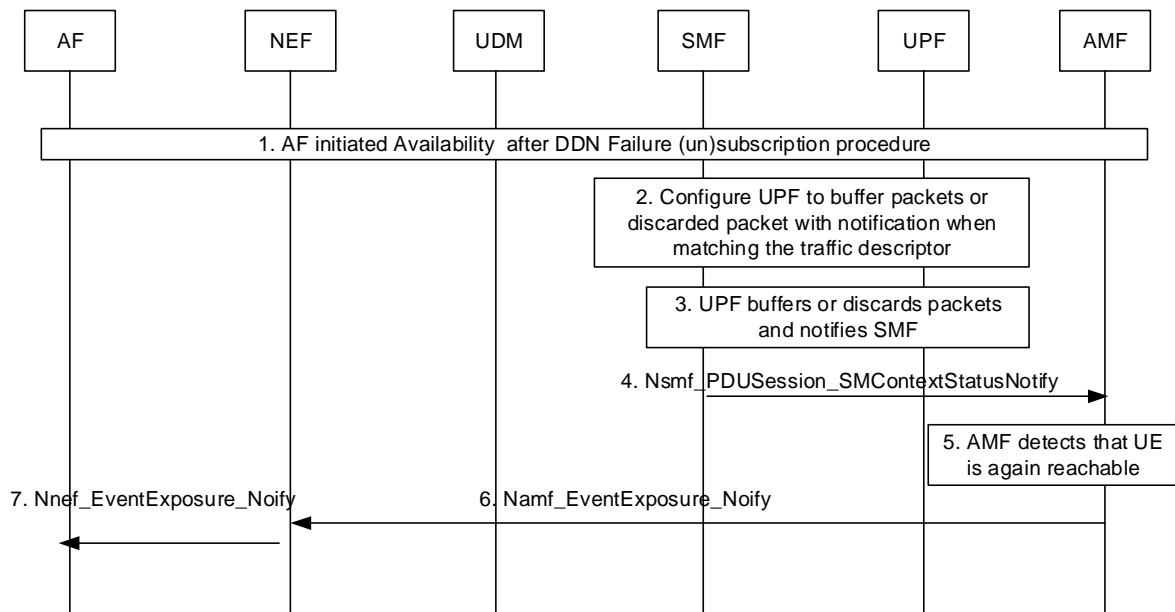 AF
NEF
UDM
SMF
UPF
AMF
1. AF initiated Availability  after DDN Failure (un)subscription procedure
2. Configure UPF to buffer packets or
discarded packet with notification when
matching the traffic descriptor
3. UPF buffers or discards packets
and notifies SMF
4. Nsmf_PDUSession_SMContextStatusNotify
5. AMF detects that UE
is again reachable
7. Nnef_EventExposure_Noify
6. Namf_EventExposure_Noify